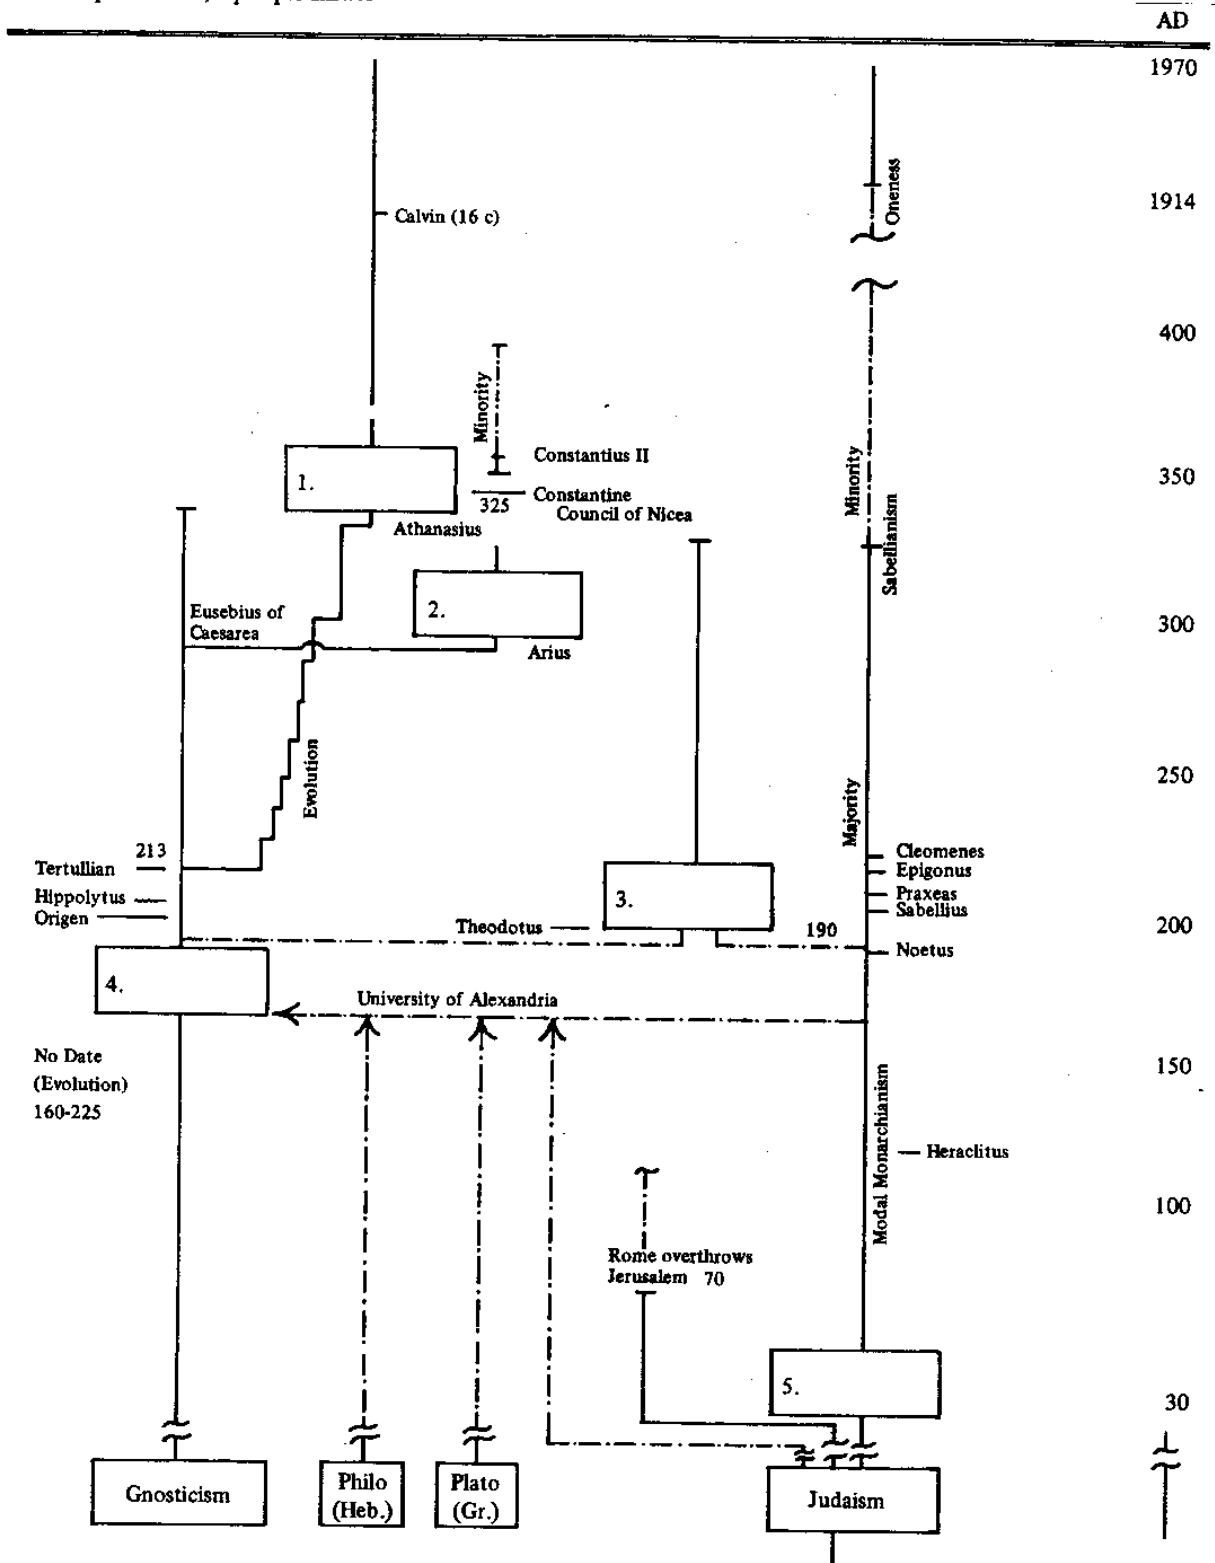 AD
1970
1914
400
350
300
250
200
150
100
30
Oneness
Calvin (16 c)
Minority
Constantius II
1.
325
Constantine
Council of Nicea
Athanasius
Minority
Sabellianism
2.
Eusebius of
Caesarea
Arius
Evolution
Majority
213
Tertullian
Hippolytus
Origen
Cleomenes
Epigonus
Praxeas
Sabellius
3.
Theodotus
190
Noetus
4.
University of Alexandria
No Date
(Evolution)
160-225
Modal Monarchianism
Heraclitus
Rome overthrows
Jerusalem 70
5.
Gnosticism
Philo
(Heb.)
Plato
(Gr.)
Judaism